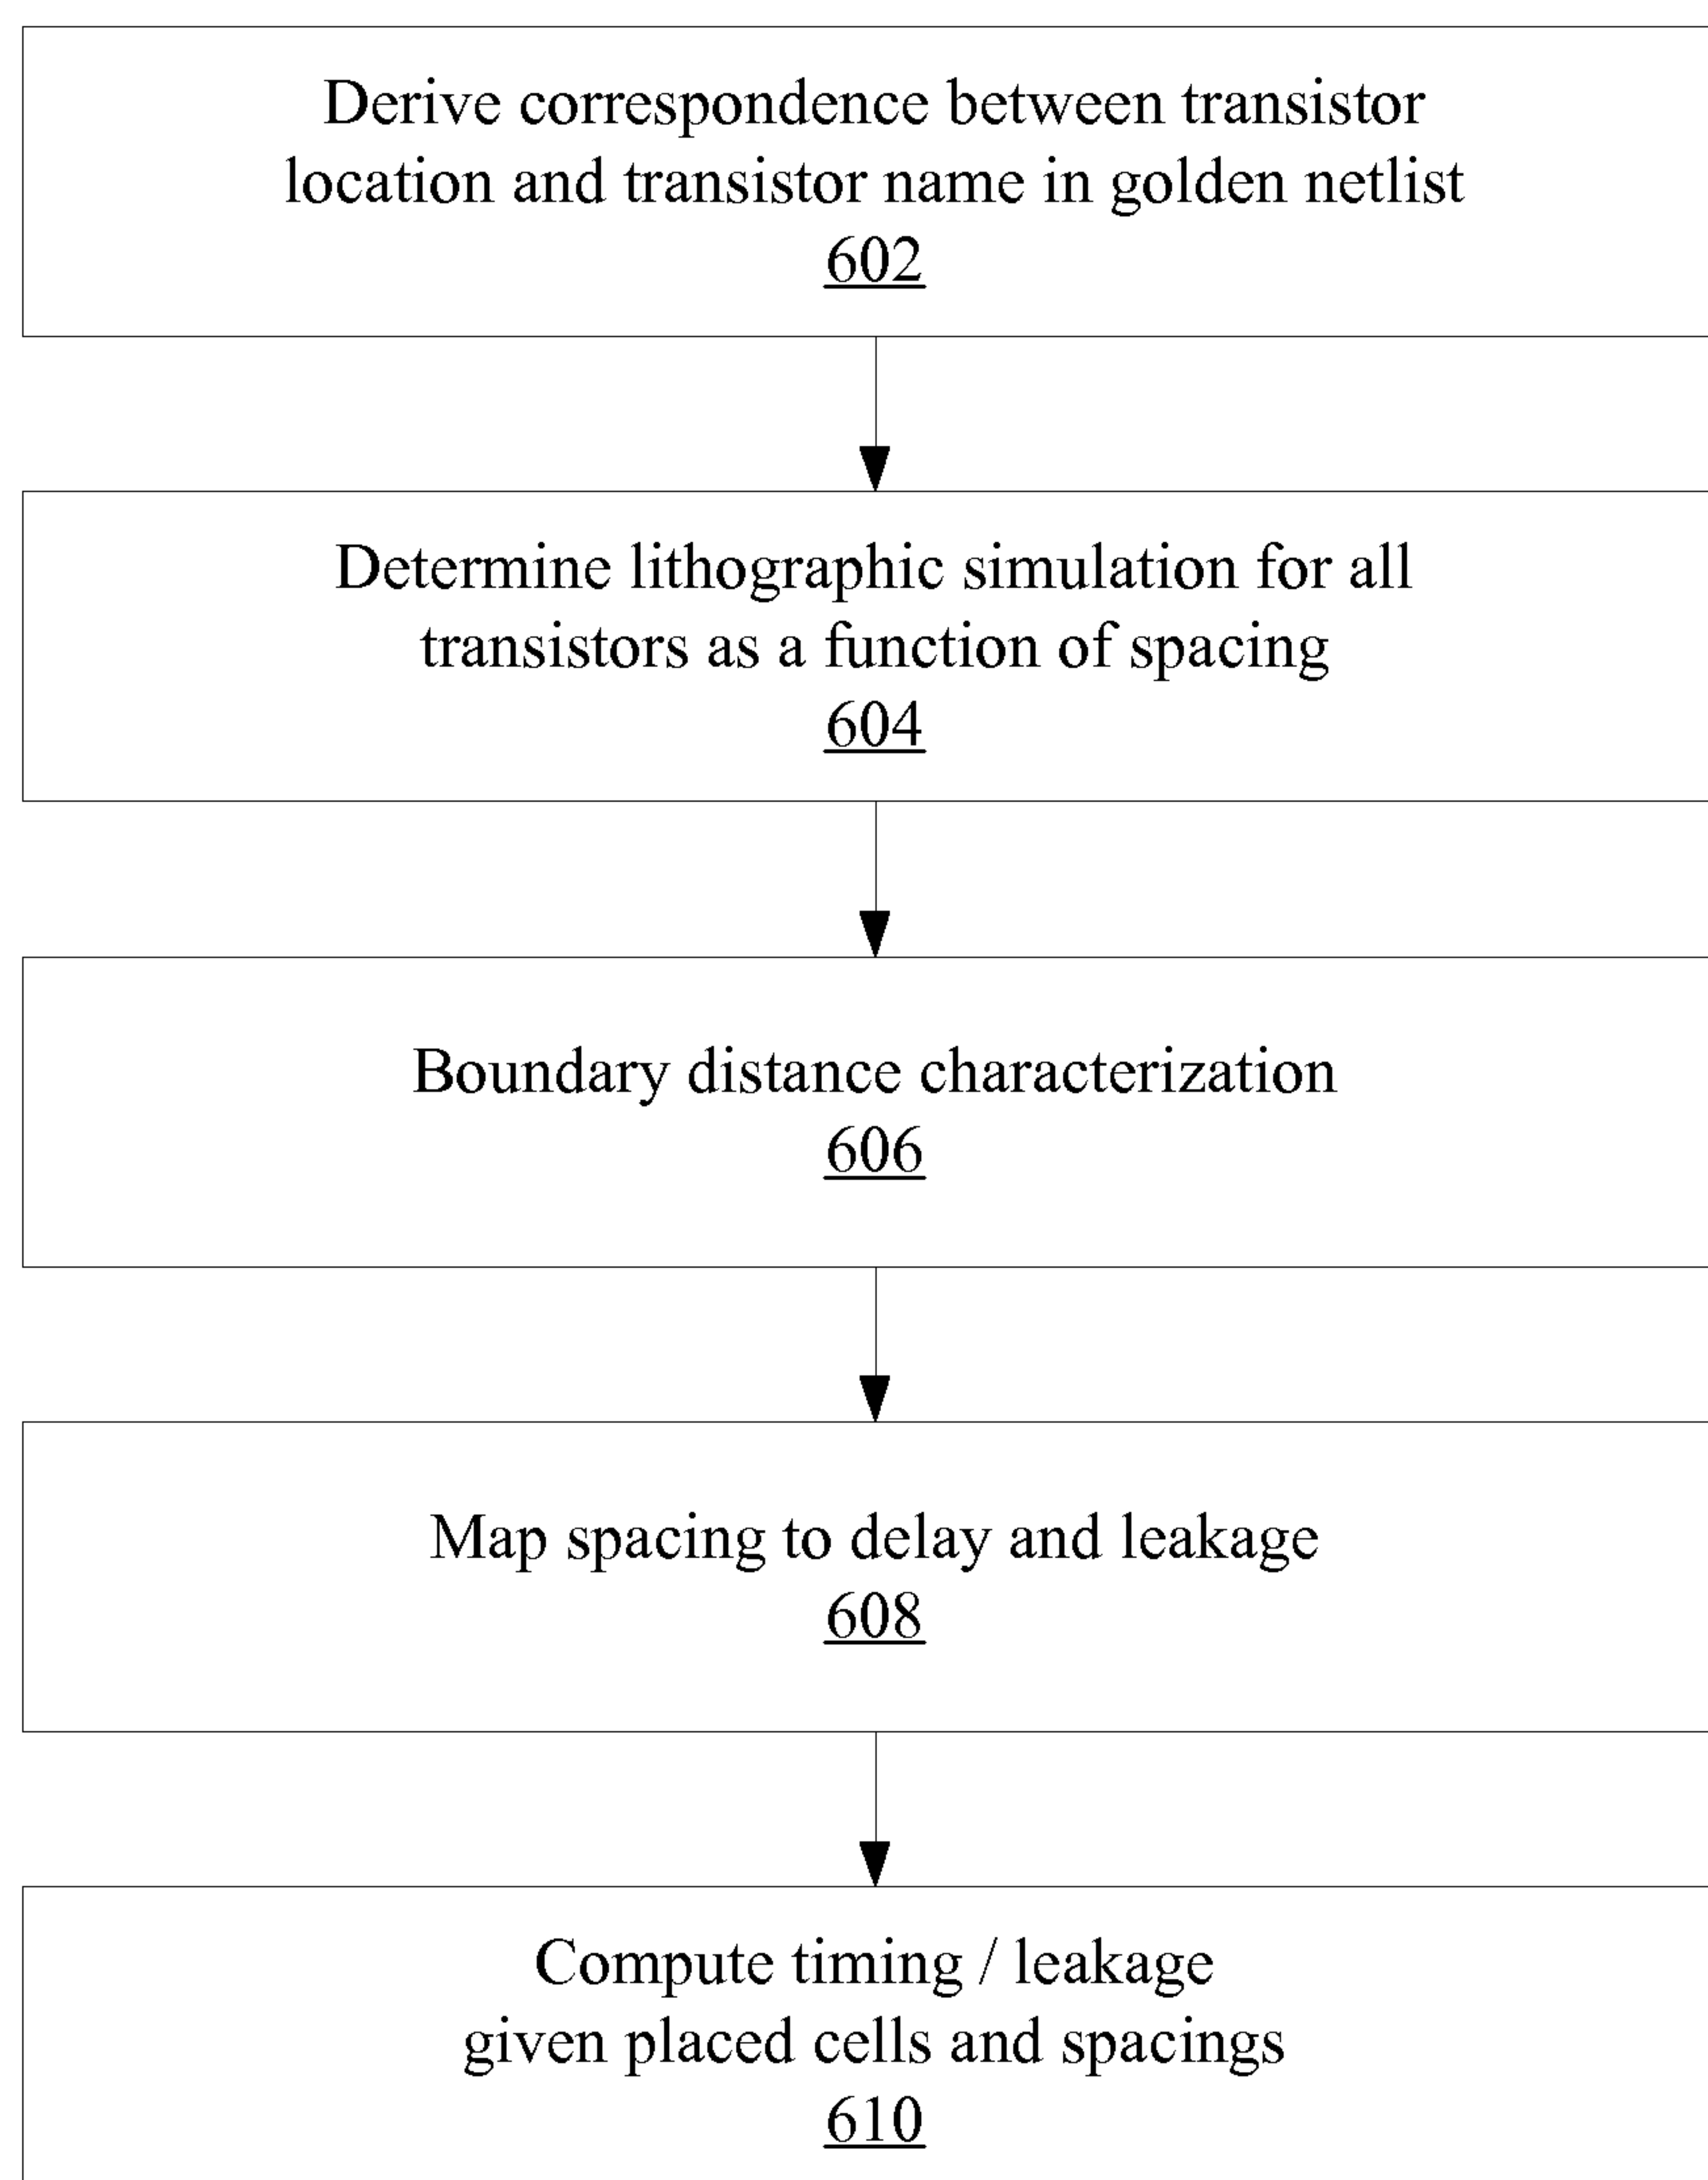 Derive correspondence between transistor
location and transistor name in golden netlist
602
Determine lithographic simulation for all
transistors as a function of spacing
604
Boundary distance characterization
606
Map spacing to delay and leakage
608
Compute timing / leakage
given placed cells and spacings
610